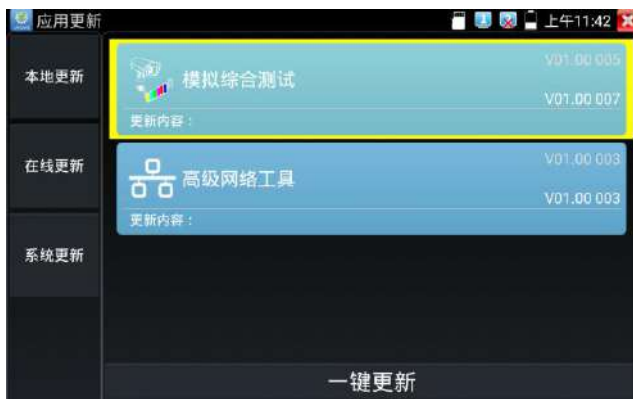 应用更新
上午11:42
本地更新
在线更新
系统更新
模拟综合测试
V01.00 005
V01.00 007
更新内容：
高级网络工具
V01.00 003
V01.00 003
更新内容：
一键更新